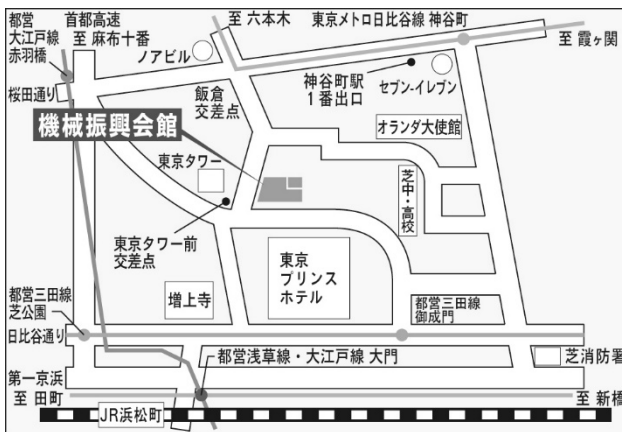 都営
大江戸線
赤羽橋
首都高速
至 麻布十番
至 六本木
東京メトロ日比谷線 神谷町
至 霞ヶ関
ノアビル
桜田通り
飯倉
交差点
神谷町駅
1番出口
セブン-イレブン
機械振興会館
オランダ大使館
東京タワー
芝中・高校
東京タワー前
交差点
東京
プリンス
ホテル
増上寺
都営三田線
芝公園
都営三田線
御成門
日比谷通り
都営浅草線・大江戸線 大門
芝消防署
第一京浜
至 田町
至 新橋
JR浜松町